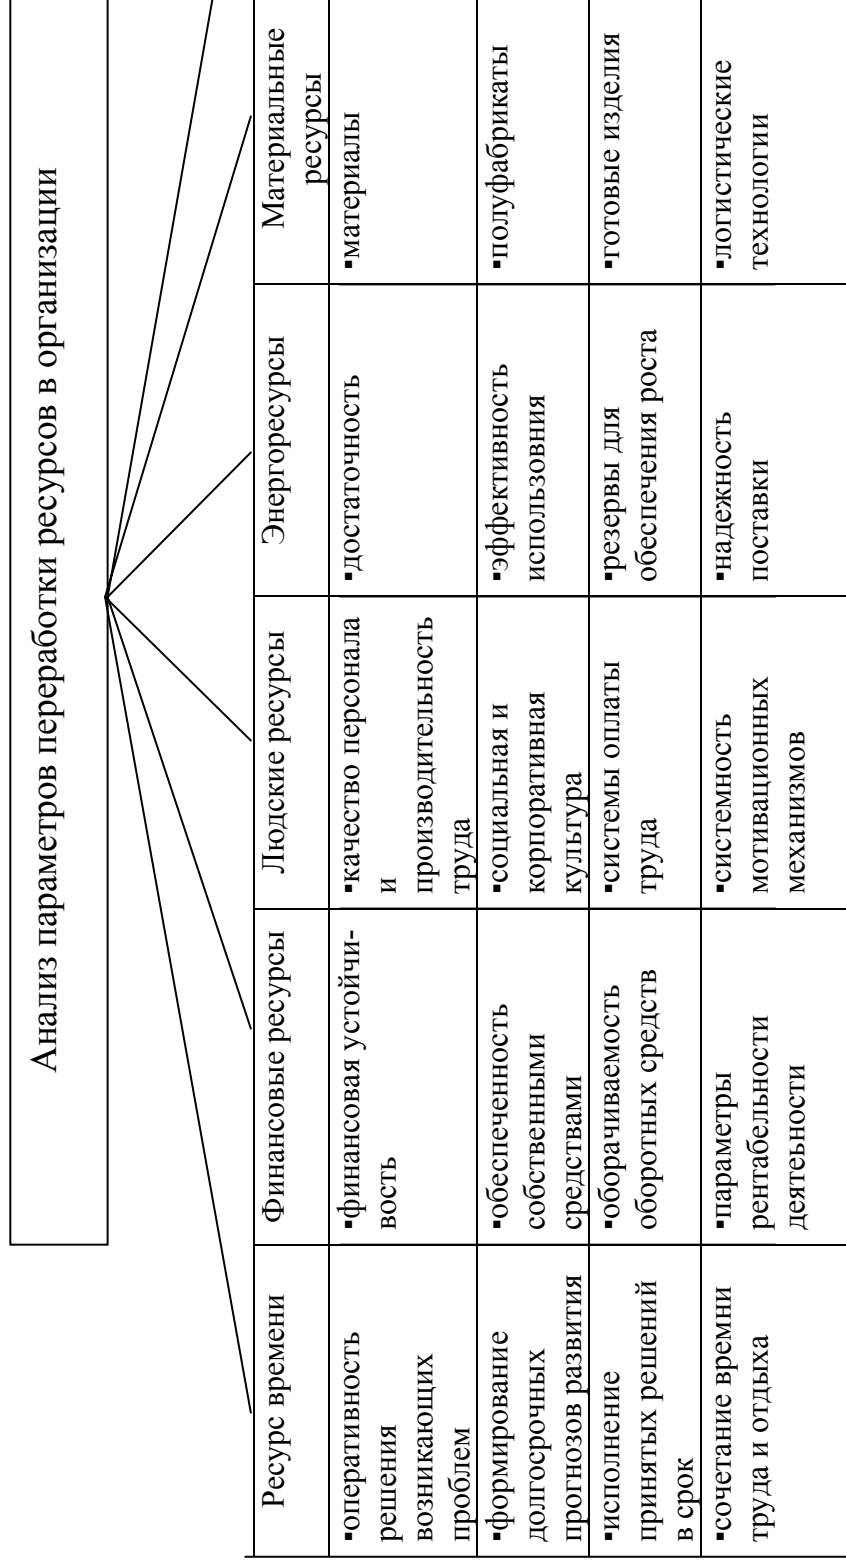 Анализ параметров переработки ресурсов в организации
Ресурс времени
Финансовые ресурсы
Людские ресурсы
Энергоресурсы
Материальные
ресурсы
▪оперативность
решения
возникающих
проблем
▪финансовая устойчи-
вость
▪качество персонала
и
производительность
труда
▪достаточность
▪материалы
▪формирование
долгосрочных
прогнозов развития
▪обеспеченность
собственными
средствами
▪социальная и
корпоративная
культура
▪эффективность
использовния
▪полуфабрикаты
▪исполнение
принятых решений
в срок
▪оборачиваемость
оборотных средств
▪системы оплаты
труда
▪резервы для
обеспечения роста
▪готовые изделия
▪сочетание времни
труда и отдыха
▪параметры
рентабельности
деятеьности
▪системность
мотивационных
механизмов
▪надежность
поставки
▪логистические
технологии